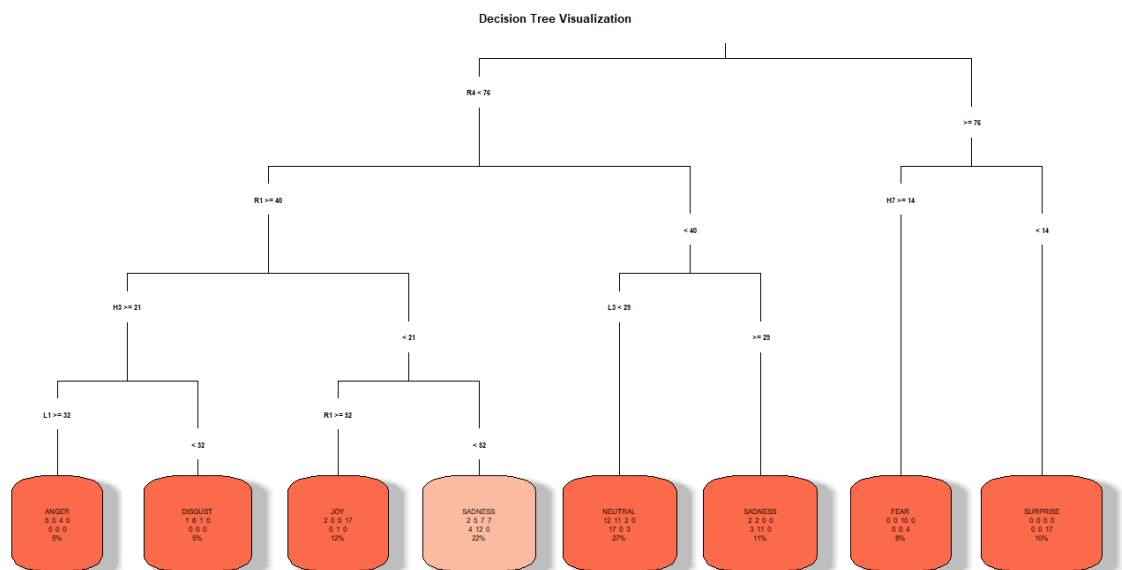 Decision Tree Visualization
R4 < 76
>= 76
R1 >= 40
H7 >= 14
< 40
< 14
H3 >= 21
L3 < 29
< 21
>= 29
L1 >= 32
R1 >= 52
< 32
< 52
ANGER
5 0 4 0
0 0 0
5%
DISGUST
1 6 1 0
0 0 0
5%
JOY
2 0 0 17
0 1 0
12%
SADNESS
2 5 7 7
4 12 0
22%
NEUTRAL
12 11 2 0
17 0 3
27%
SADNESS
2 2 0 0
3 11 0
11%
FEAR
0 0 10 0
0 0 4
8%
SURPRISE
0 0 0 0
0 0 17
10%